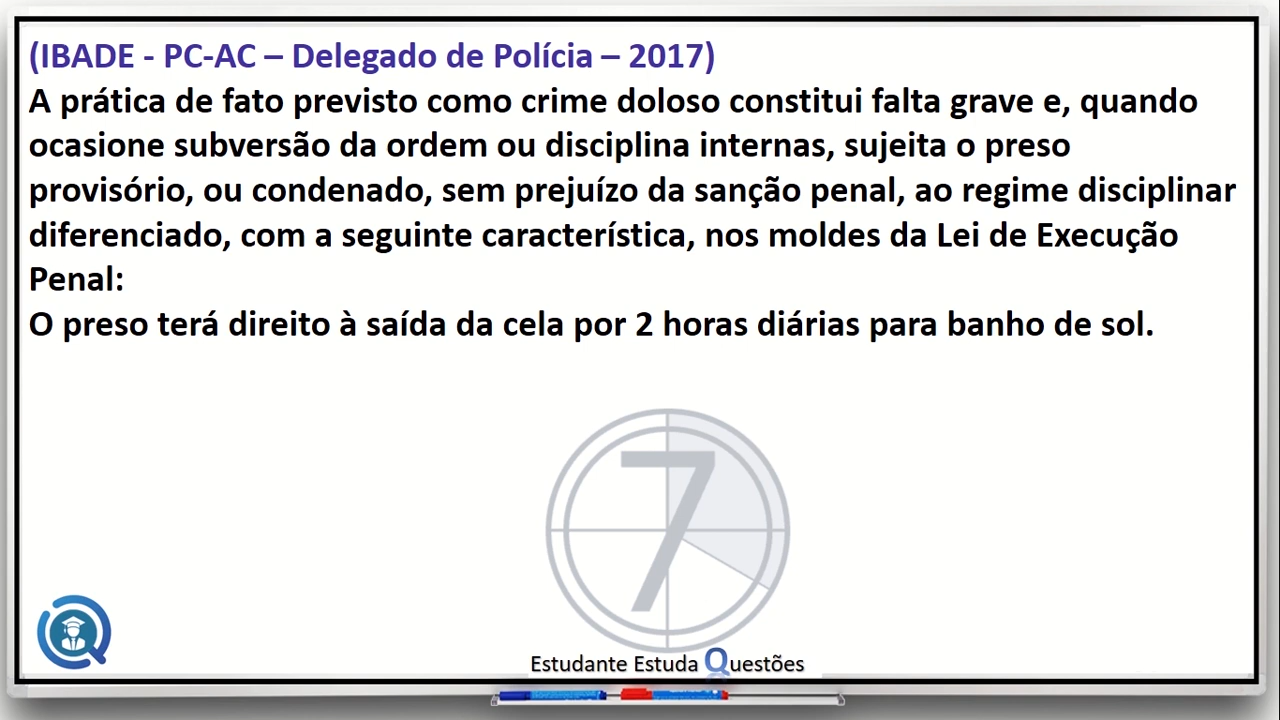 (IBADE - PC-AC – Delegado de Polícia – 2017)
A prática de fato previsto como crime doloso constitui falta grave e, quando
ocasione subversão da ordem ou disciplina internas, sujeita o preso
provisório, ou condenado, sem prejuízo da sanção penal, ao regime disciplinar
diferenciado, com a seguinte característica, nos moldes da Lei de Execução
Penal:
O preso terá direito à saída da cela por 2 horas diárias para banho de sol.
7
Estudante Estuda Questões